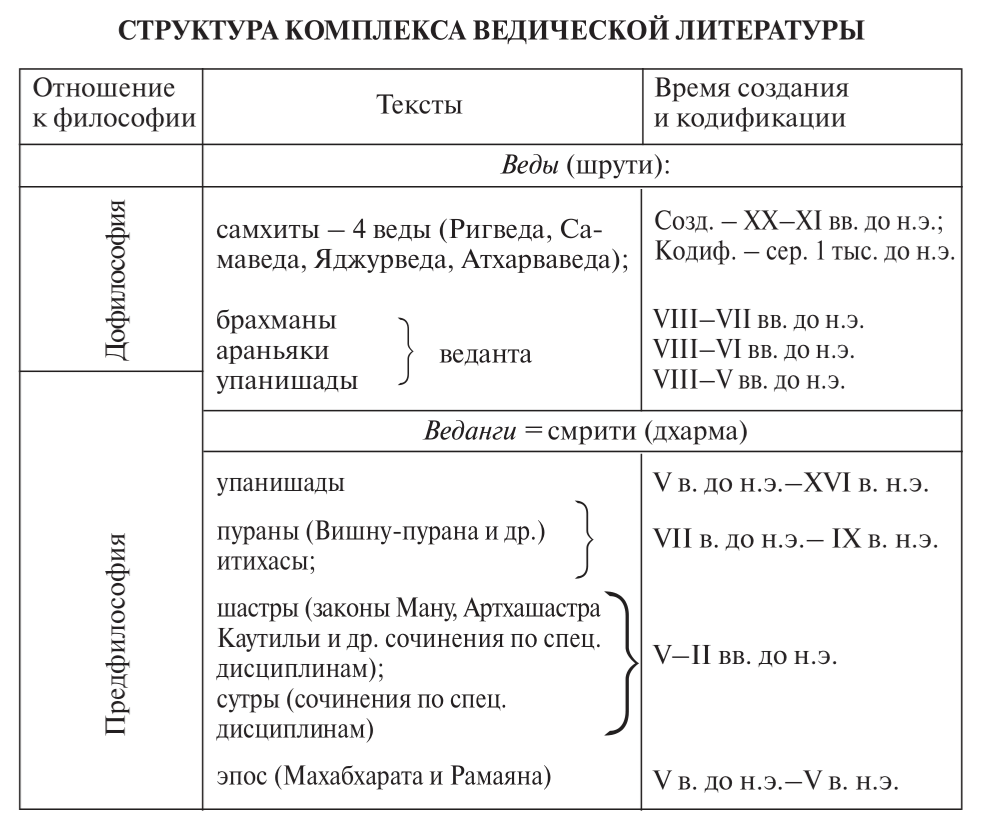 СТРУКТУРА КОМПЛЕКСА ВЕДИЧЕСКОЙ ЛИТЕРАТУРЫ
Отношение
к философии
Тексты
Время создания
и кодификации
Веды (шрути):
Дофилософия
самхиты – 4 веды (Ригведа, Са-
маведа, Яджурведа, Атхарваведа);
Созд. – XX–XI вв. до н.э.;
Кодиф. – сер. 1 тыс. до н.э.
брахманы
араньяки
упанишады
веданта
VIII–VII вв. до н.э.
VIII–VI вв. до н.э.
VIII–V вв. до н.э.
Веданги = смрити (дхарма)
Предфилософия
упанишады
V в. до н.э.–XVI в. н.э.
пураны (Вишну-пурана и др.)
итихасы;
VII в. до н.э.– IX в. н.э.
шастры (законы Ману, Артхашастра
Каутильи и др. сочинения по спец.
дисциплинам);
сутры (сочинения по спец.
дисциплинам)
V–II вв. до н.э.
эпос (Махабхарата и Рамаяна)
V в. до н.э.–V в. н.э.